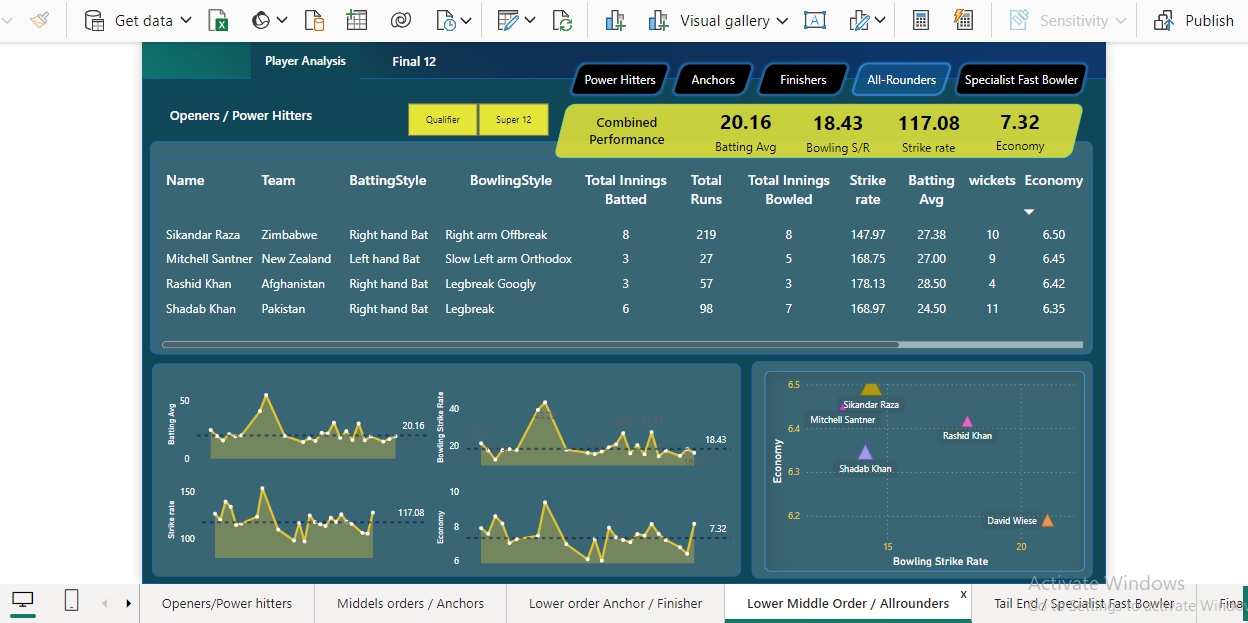 Get data
Visual gallery
Sensitivity
Publish
Player Analysis
Final 12
Power Hitters
Anchors
Finishers
All-Rounders
Specialist Fast Bowler
Openers / Power Hitters
Qualifier
Super 12
Combined
Performance
20.16 18.43 117.08 7.32
Batting Avg Bowling S/R Strike rate Economy
Name Team BattingStyle BowlingStyle Total Innings Batted Total Runs Total Innings Bowled Strike rate Batting Avg wickets Economy
Sikandar Raza Zimbabwe Right hand Bat Right arm Offbreak 8 219 8 147.97 27.38 10 6.50
Mitchell Santner New Zealand Left hand Bat Slow Left arm Orthodox 3 27 5 168.75 27.00 9 6.45
Rashid Khan Afghanistan Right hand Bat Legbreak Googly 3 57 3 178.13 28.50 4 6.42
Shadab Khan Pakistan Right hand Bat Legbreak 6 98 7 168.97 24.50 11 6.35
Batting Avg
50
0
20.16
Bowling Strike Rate
40
20
18.43
Strike rate
150
100
117.08
Economy
10
8
6
7.32
Economy
6.5
6.4
6.3
6.2
Sikandar Raza
Mitchell Santner
Rashid Khan
Shadab Khan
David Wiese
15 20
Bowling Strike Rate
Activate Windows
Go to Settings to activate Windo
Openers/Power hitters
Middels orders / Anchors
Lower order Anchor / Finisher
Lower Middle Order / Allrounders
x
Tail End / Specialist Fast Bowler
Fina